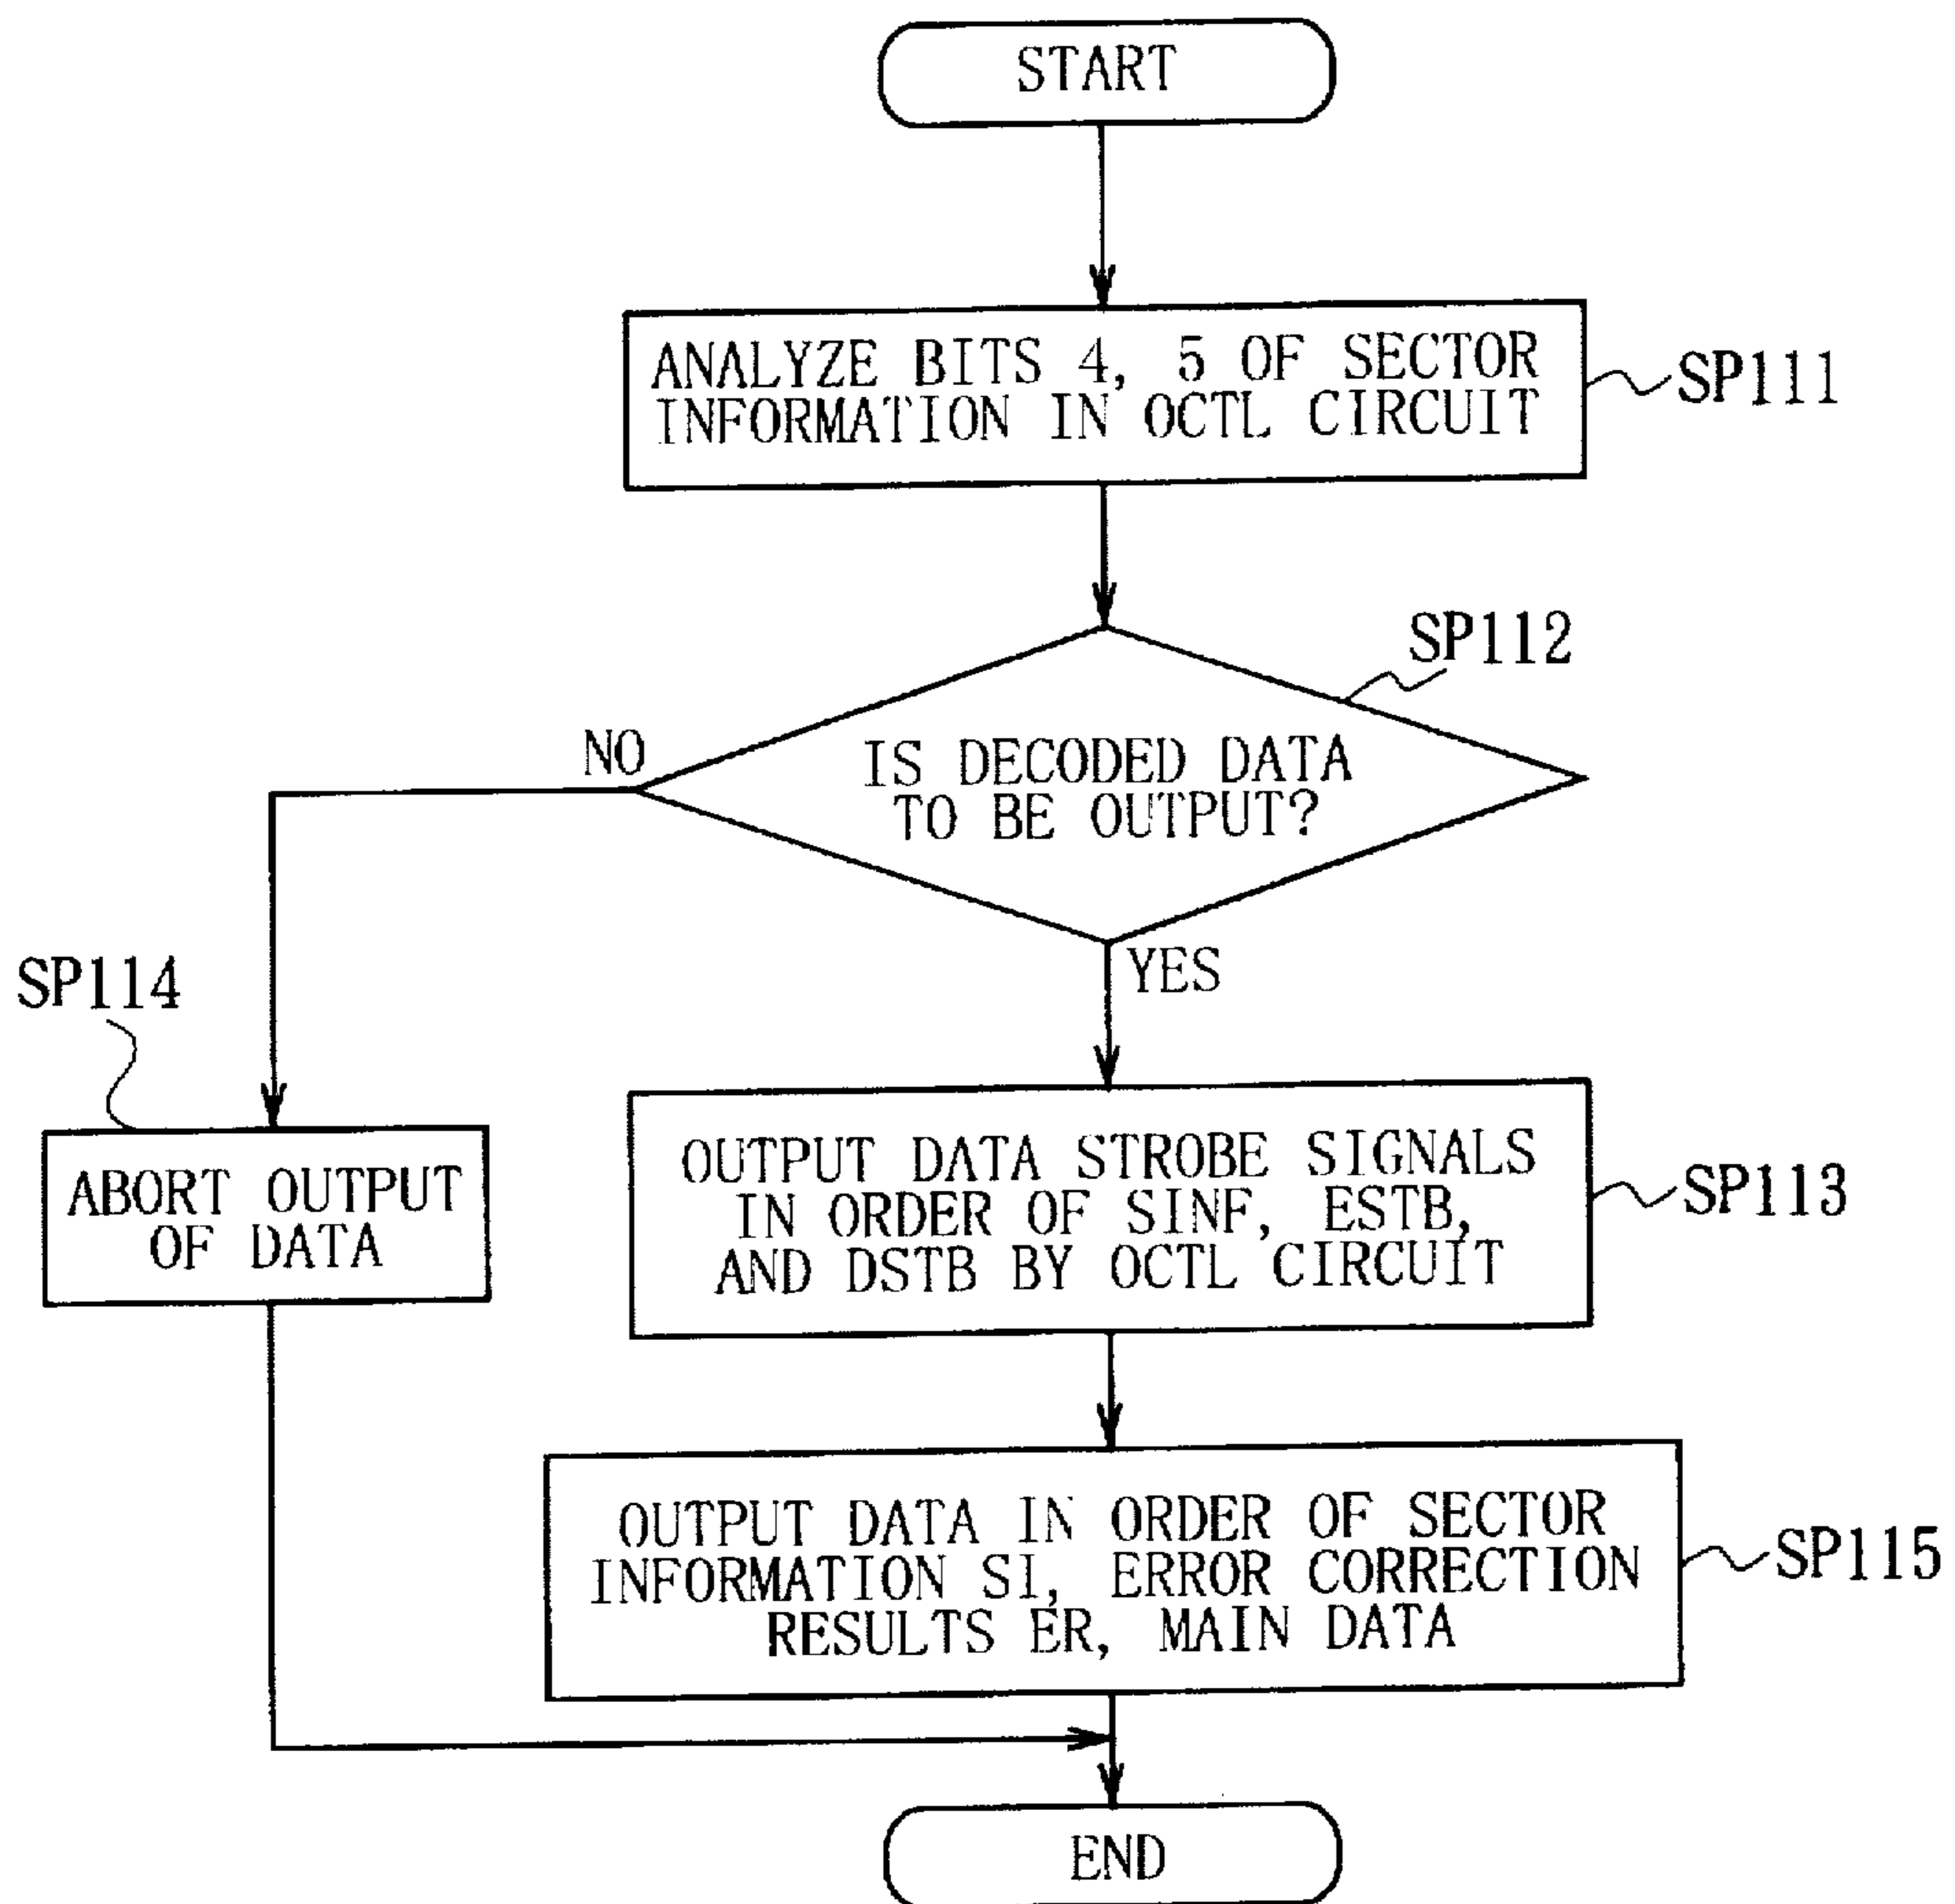 START
ANALYZE BITS 4, 5 OF SECTOR
INFORMATION IN OCTL CIRCUIT
SP111
SP112
NO
IS DECODED DATA
TO BE OUTPUT?
YES
SP114
ABORT OUTPUT
OF DATA
OUTPUT DATA STROBE SIGNALS
IN ORDER OF SINF, ESTB,
AND DSTB BY OCTL CIRCUIT
SP113
OUTPUT DATA IN ORDER OF SECTOR
INFORMATION SI, ERROR CORRECTION
RESULTS ER, MAIN DATA
SP115
END